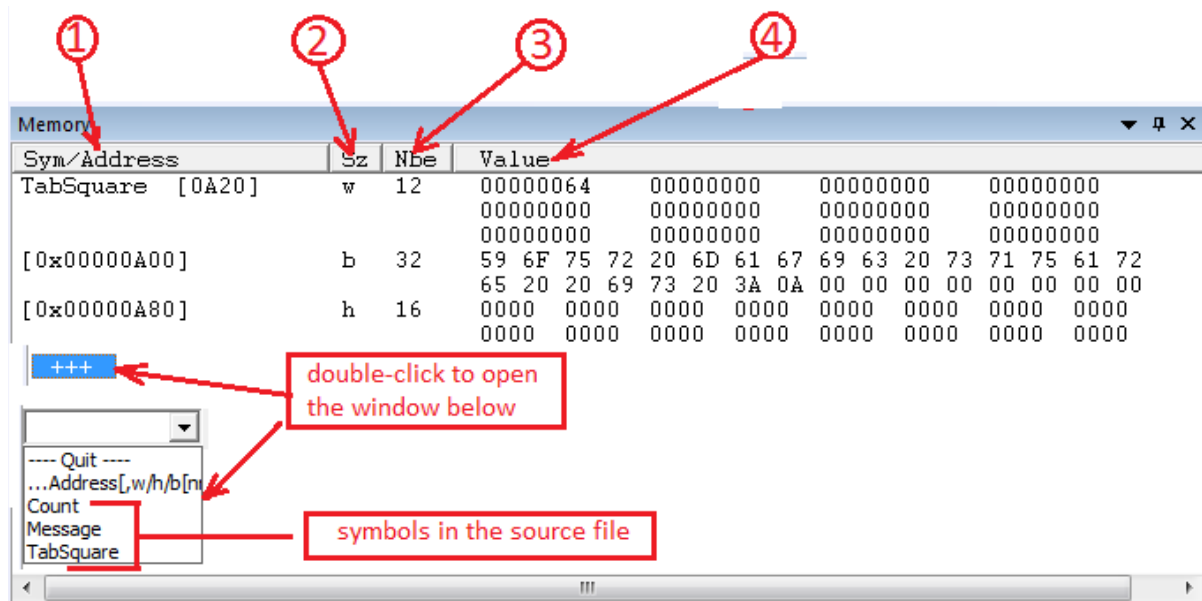 1 2 3 4
Memory
Sym/Address Sz Nbe Value
TabSquare [0A20] w 12 00000064 00000000 00000000 00000000
00000000 00000000 00000000 00000000
00000000 00000000 00000000 00000000
[0x00000A00] b 32 59 6F 75 72 20 6D 61 67 69 63 20 73 71 75 61 72
65 20 20 69 73 20 3A 0A 00 00 00 00 00 00 00 00
[0x00000A80] h 16 0000 0000 0000 0000 0000 0000 0000 0000
0000 0000 0000 0000 0000 0000 0000 0000
+++
double-click to open
the window below
---- Quit ----
...Address[,w/h/b[n
Count
Message
TabSquare
symbols in the source file